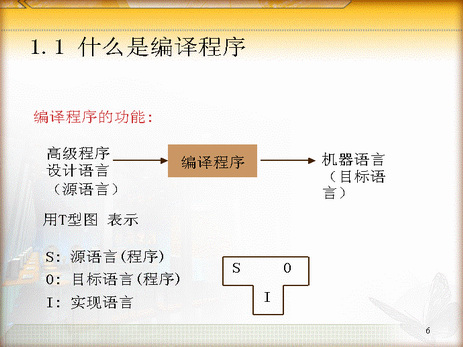 1.1 什么是编译程序
编译程序的功能:
高级程序
设计语言
（源语言）
编译程序
机器语言
（目标语
言）
用T型图 表示
S: 源语言(程序)
O: 目标语言(程序)
I: 实现语言
S O
I
6